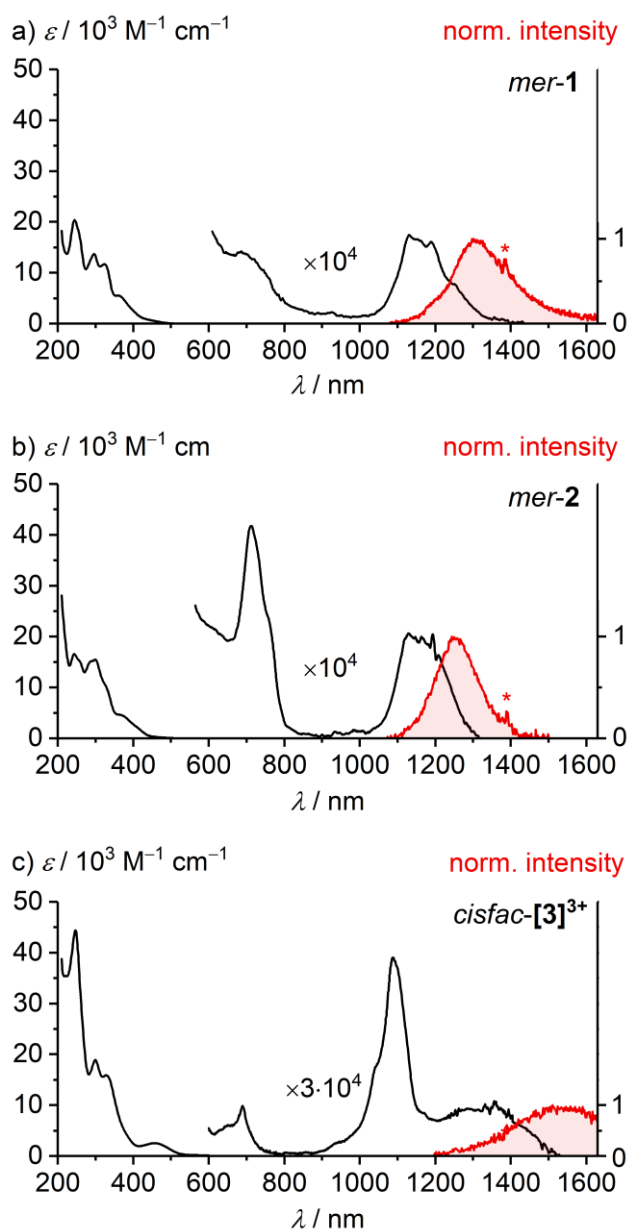 a) ε / 10³ M⁻¹ cm⁻¹ norm. intensity
mer-1
50
40
30
20
10
0
×10⁴
*
1
0
200 400 600 800 1000 1200 1400 1600
λ / nm
b) ε / 10³ M⁻¹ cm norm. intensity
mer-2
50
40
30
20
10
0
×10⁴
*
1
0
200 400 600 800 1000 1200 1400 1600
λ / nm
c) ε / 10³ M⁻¹ cm⁻¹ norm. intensity
cisfac-[3]³⁺
50
40
30
20
10
0
×3·10⁴
1
0
200 400 600 800 1000 1200 1400 1600
λ / nm